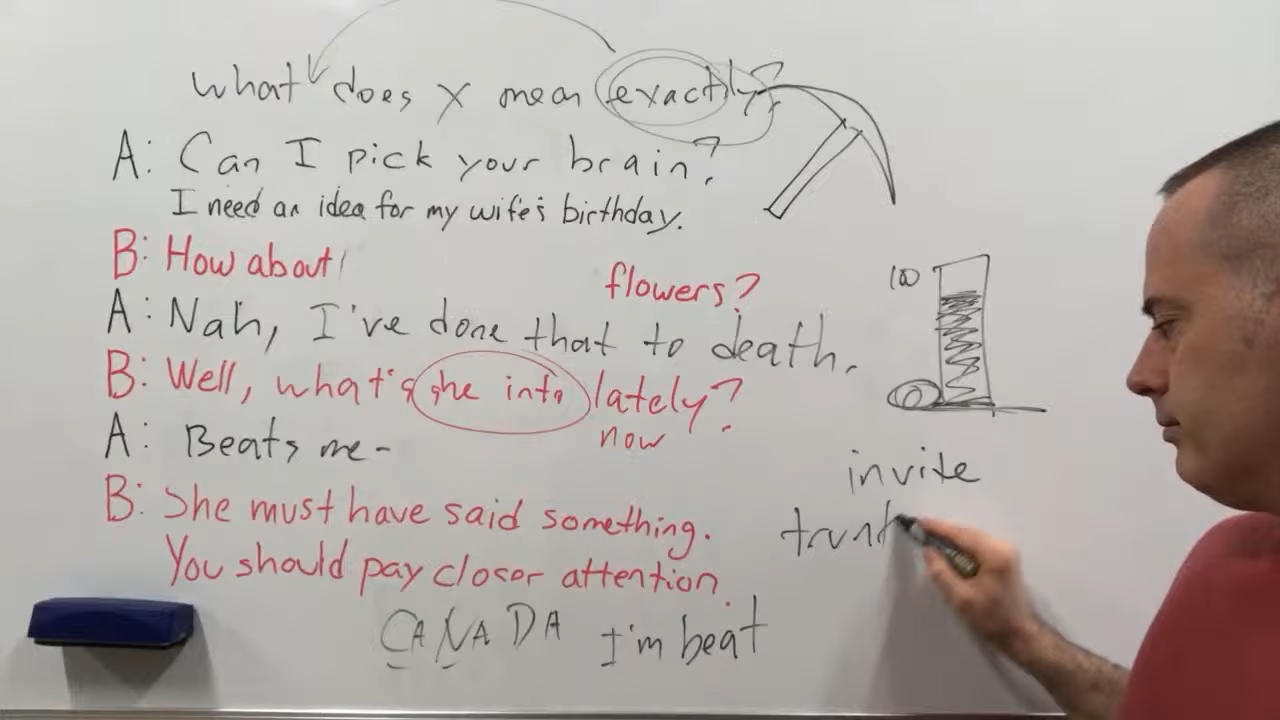 what does X mean exactly?
A: Can I pick your brain?
I need an idea for my wife's birthday.
B: How about
flowers?
A: Nah, I've done that to death.
B: Well, what's she into lately?
now
A: Beats me-
B: She must have said something.
You should pay closer attention.
CANADA I'm beat
100
invite